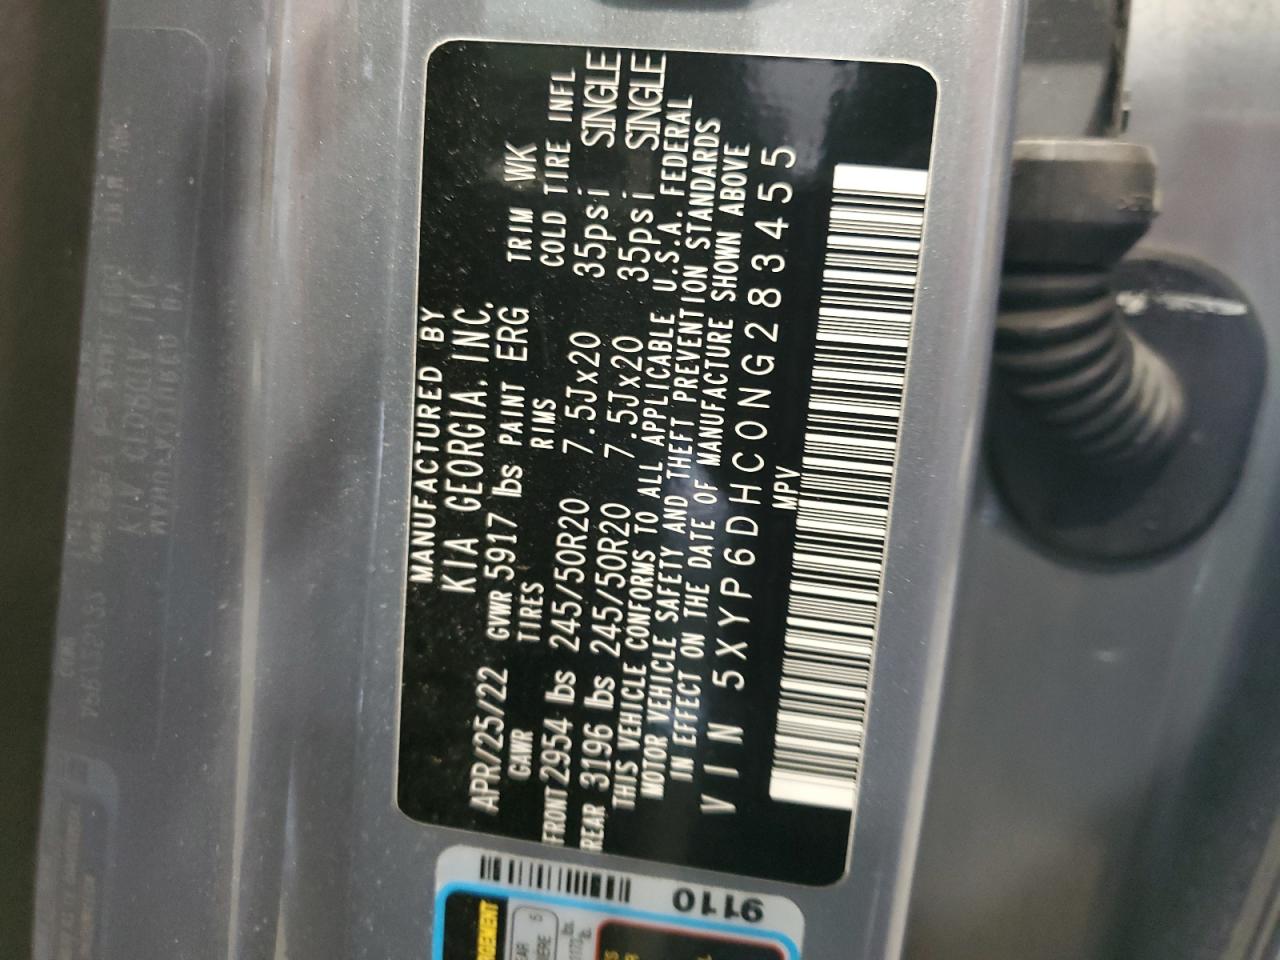 MANUFACTURED BY
KIA GEORGIA, INC.
APR/25/22 GVWR 5917 lbs PAINT ERG TRIM WK
GAWR TIRES RIMS COLD TIRE INFL
FRONT 2954 lbs 245/50R20 7.5Jx20 35psi SINGLE
REAR 3196 lbs 245/50R20 7.5Jx20 35psi SINGLE
THIS VEHICLE CONFORMS TO ALL APPLICABLE U.S.A. FEDERAL
MOTOR VEHICLE SAFETY AND THEFT PREVENTION STANDARDS
IN EFFECT ON THE DATE OF MANUFACTURE SHOWN ABOVE
VIN 5XYP6DHC0NG283455
MPV
9110